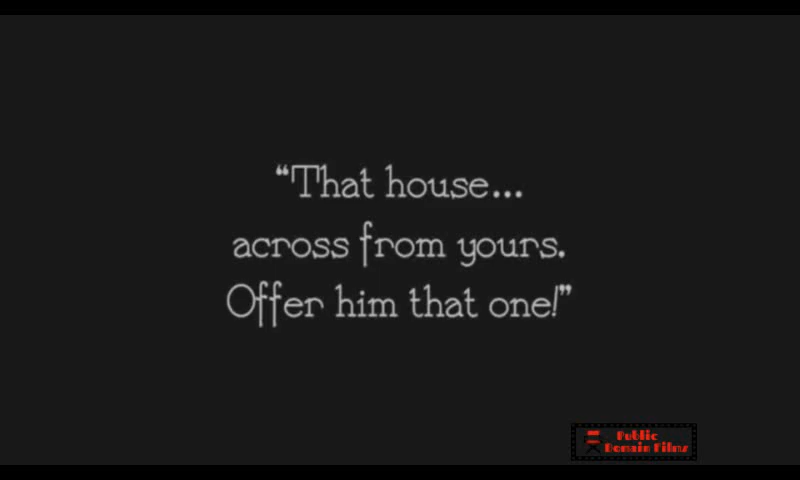 “That house...
across from yours.
Offer him that one!”
Public
Domain Films